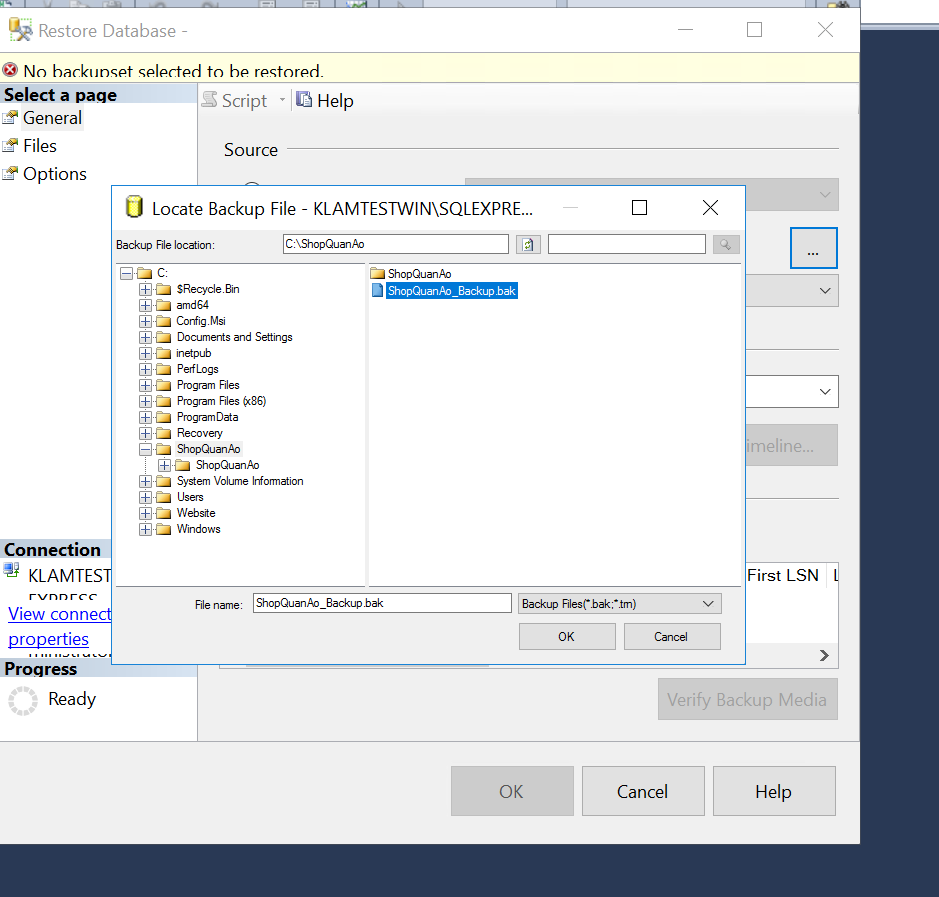 Restore Database -
No backupset selected to be restored.
Select a page
General
Files
Options
Script
Help
Source
...
Locate Backup File - KLAMTESTWIN\SQLEXPRE...
Backup File location:
C:\ShopQuanAo
C:
$Recycle.Bin
amd64
Config.Msi
Documents and Settings
inetpub
PerfLogs
Program Files
Program Files (x86)
ProgramData
Recovery
ShopQuanAo
ShopQuanAo
System Volume Information
Users
Website
Windows
ShopQuanAo
ShopQuanAo_Backup.bak
File name:
ShopQuanAo_Backup.bak
Backup Files(*.bak;*.trn)
OK
Cancel
imeline...
First LSN
L
Connection
KLAMTEST
EXPRESS
View connect
properties
ministrator
Progress
Ready
Verify Backup Media
OK
Cancel
Help